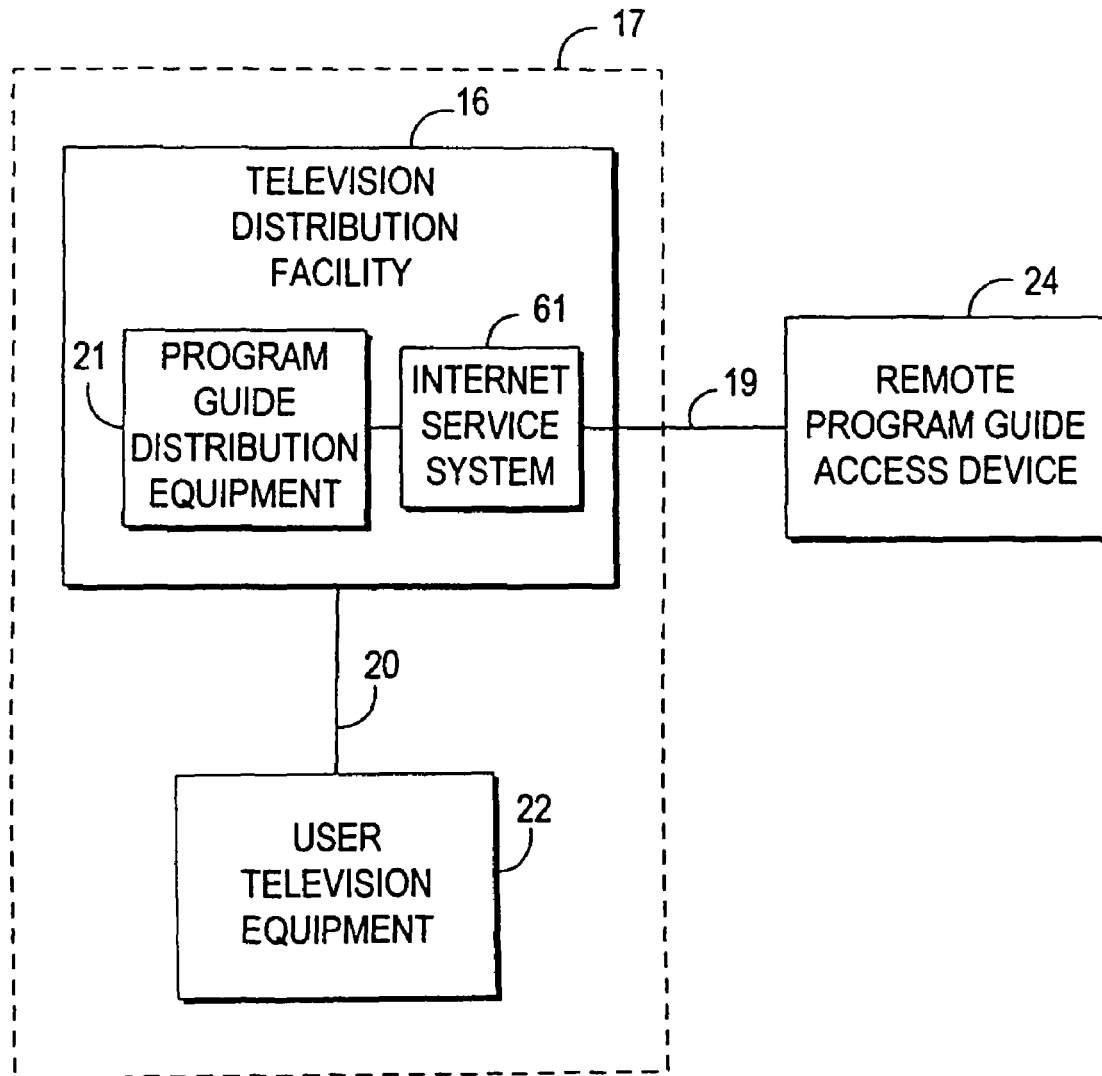 17
16
TELEVISION
DISTRIBUTION
FACILITY
21
PROGRAM
GUIDE
DISTRIBUTION
EQUIPMENT
61
INTERNET
SERVICE
SYSTEM
19
24
REMOTE
PROGRAM GUIDE
ACCESS DEVICE
20
22
USER
TELEVISION
EQUIPMENT